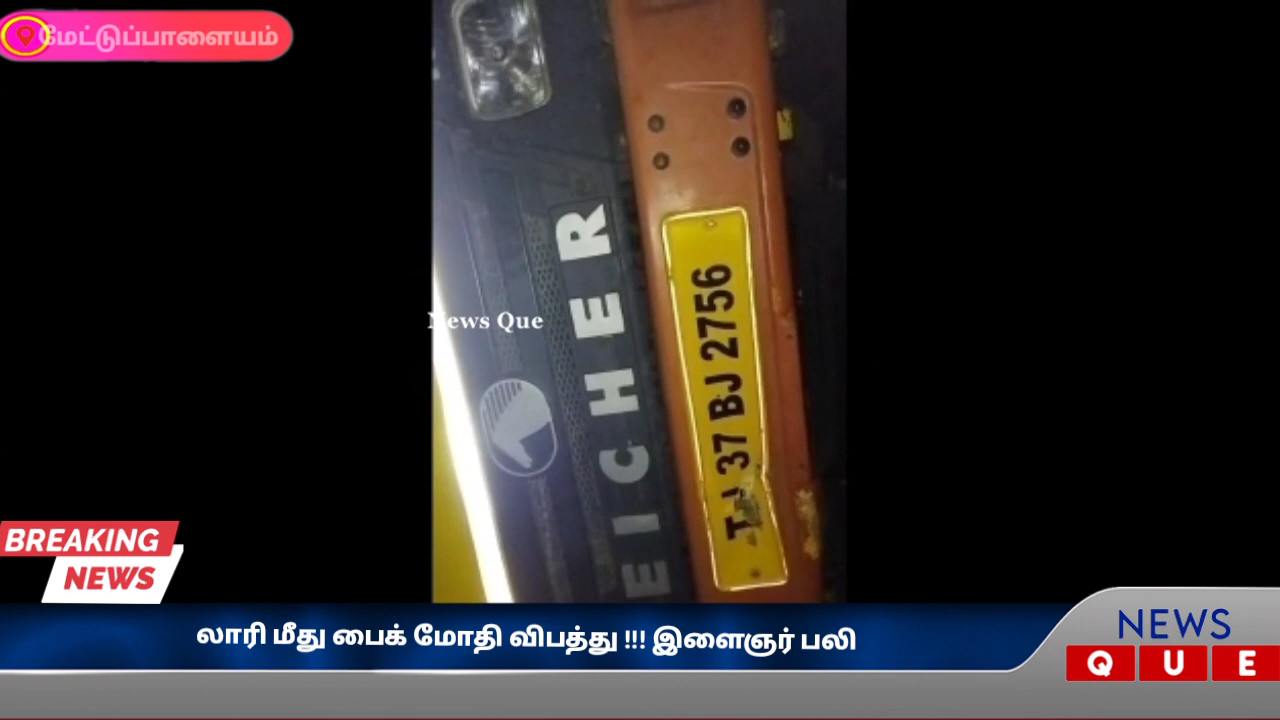 மேட்டுப்பாளையம்
EICHER
37 BJ 2756
News Que
BREAKING
NEWS
லாரி மீது பைக் மோதி விபத்து !!! இளைஞர் பலி
NEWS
QUE